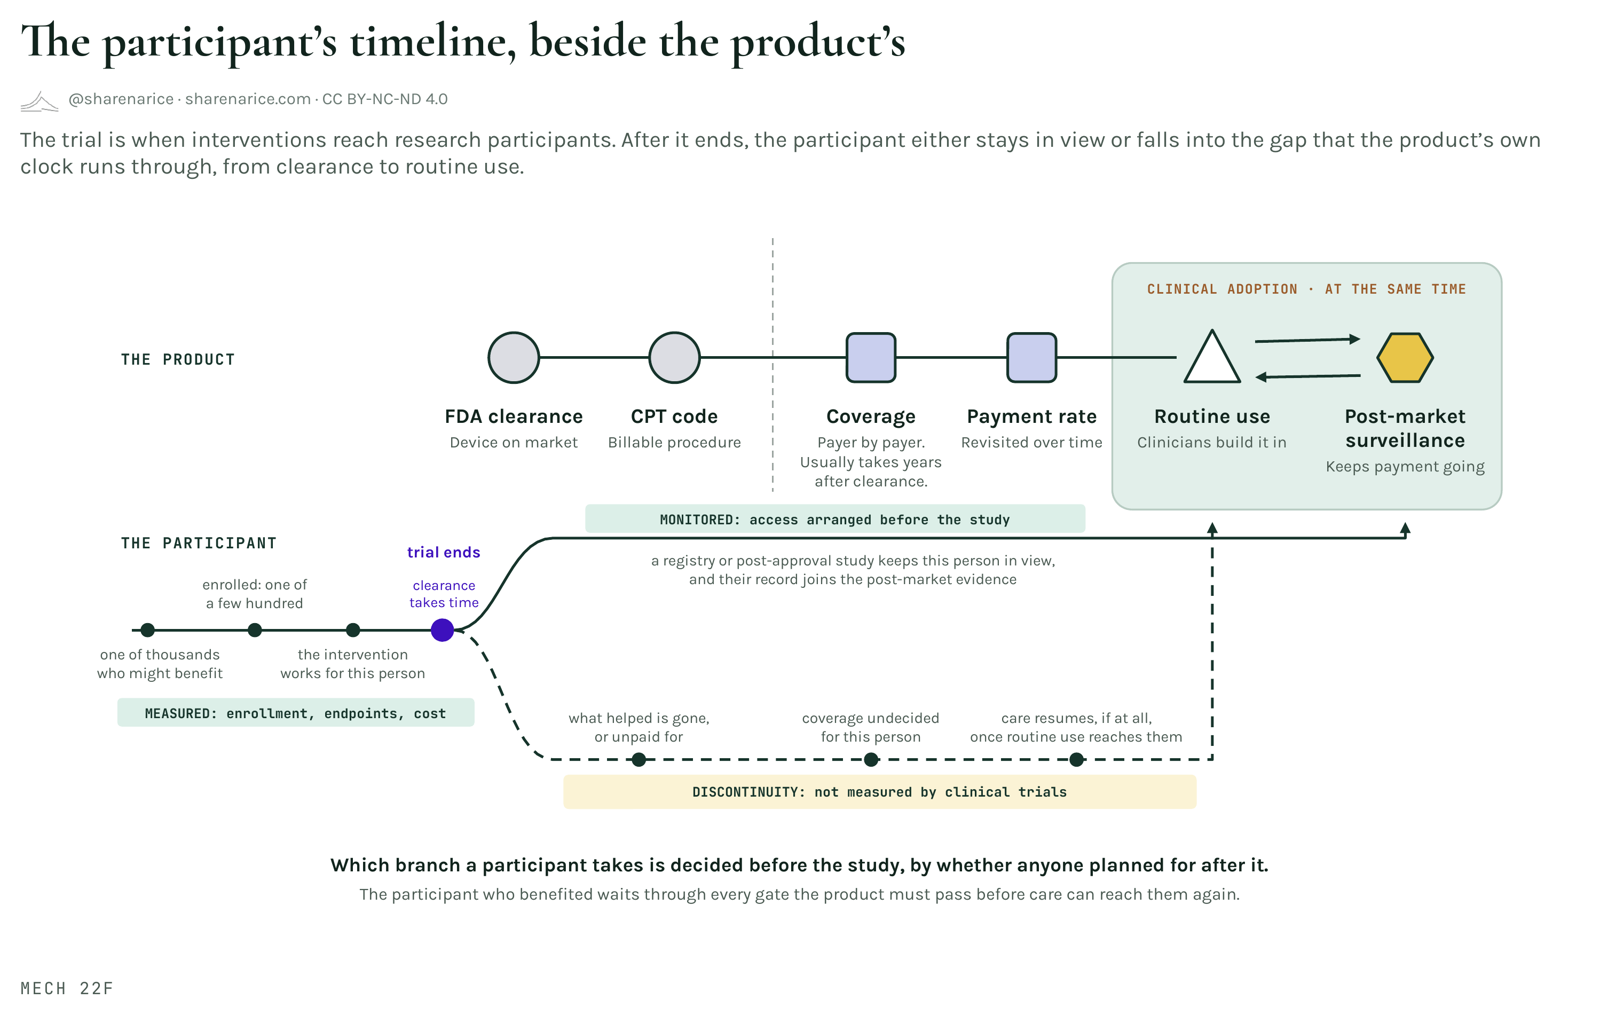 The participant’s timeline, beside the product’s
@sharenarice · sharenarice.com · CC BY-NC-ND 4.0
The trial is when interventions reach research participants. After it ends, the participant either stays in view or falls into the gap that the product’s own
clock runs through, from clearance to routine use.
CLINICAL ADOPTION · AT THE SAME TIME
THE PRODUCT
FDA clearance
Device on market
CPT code
Billable procedure
Coverage
Payer by payer.
Usually takes years
after clearance.
Payment rate
Revisited over time
Routine use
Clinicians build it in
Post-market
surveillance
Keeps payment going
MONITORED: access arranged before the study
a registry or post-approval study keeps this person in view,
and their record joins the post-market evidence
THE PARTICIPANT
trial ends
clearance
takes time
enrolled: one of
a few hundred
one of thousands
who might benefit
the intervention
works for this person
MEASURED: enrollment, endpoints, cost
what helped is gone,
or unpaid for
coverage undecided
for this person
care resumes, if at all,
once routine use reaches them
DISCONTINUITY: not measured by clinical trials
Which branch a participant takes is decided before the study, by whether anyone planned for after it.
The participant who benefited waits through every gate the product must pass before care can reach them again.
MECH 22F